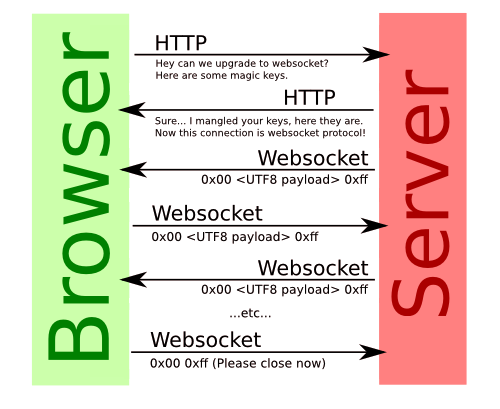 Browser
Server
HTTP
Hey can we upgrade to websocket?
Here are some magic keys.
HTTP
Sure... I mangled your keys, here they are.
Now this connection is websocket protocol!
Websocket
0x00 <UTF8 payload> 0xff
Websocket
0x00 <UTF8 payload> 0xff
Websocket
0x00 <UTF8 payload> 0xff
...etc...
Websocket
0x00 0xff (Please close now)